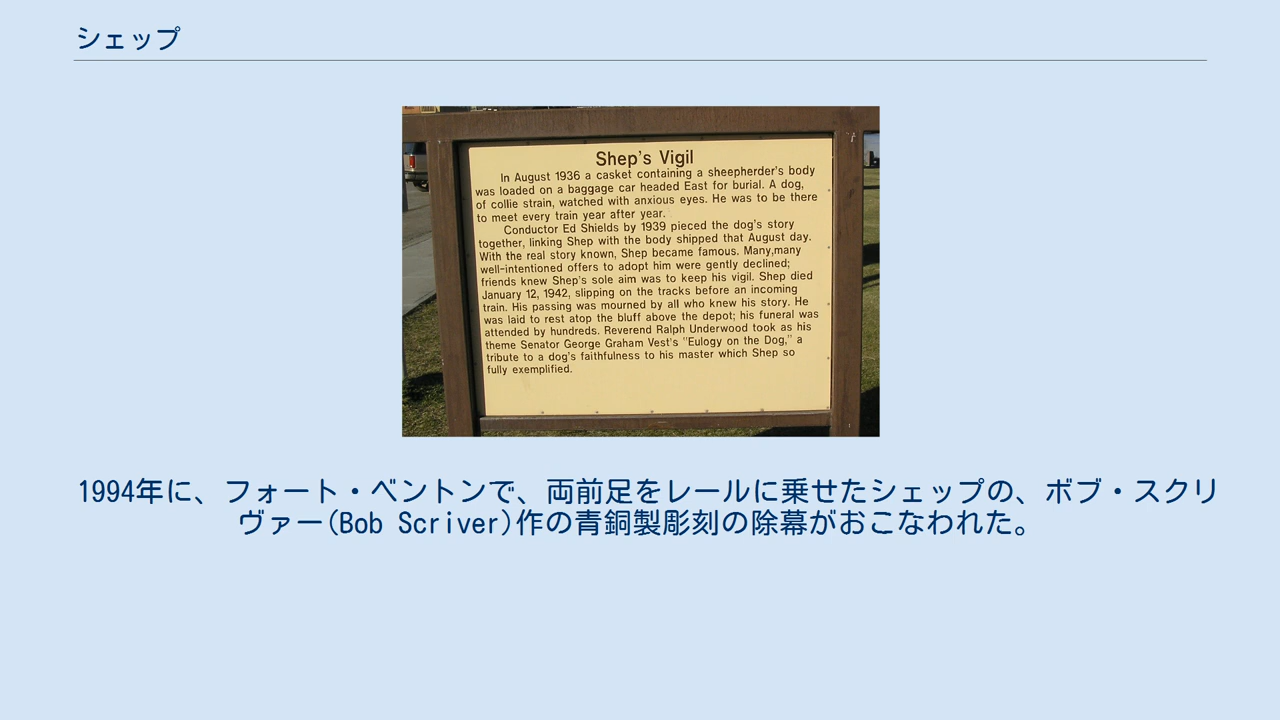 シェップ
Shep's Vigil
In August 1936 a casket containing a sheepherder's body
was loaded on a baggage car headed East for burial. A dog,
of collie strain, watched with anxious eyes. He was to be there
to meet every train year after year.
Conductor Ed Shields by 1939 pieced the dog's story
together, linking Shep with the body shipped that August day.
With the real story known, Shep became famous. Many,many
well-intentioned offers to adopt him were gently declined;
friends knew Shep's sole aim was to keep his vigil. Shep died
January 12, 1942, slipping on the tracks before an incoming
train. His passing was mourned by all who knew his story. He
was laid to rest atop the bluff above the depot; his funeral was
attended by hundreds. Reverend Ralph Underwood took as his
theme Senator George Graham Vest's "Eulogy on the Dog," a
tribute to a dog's faithfulness to his master which Shep so
fully exemplified.
1994年に、フォート・ベントンで、両前足をレールに乗せたシェップの、ボブ・スクリ
ヴァー(Bob Scriver)作の青銅製彫刻の除幕がおこなわれた。